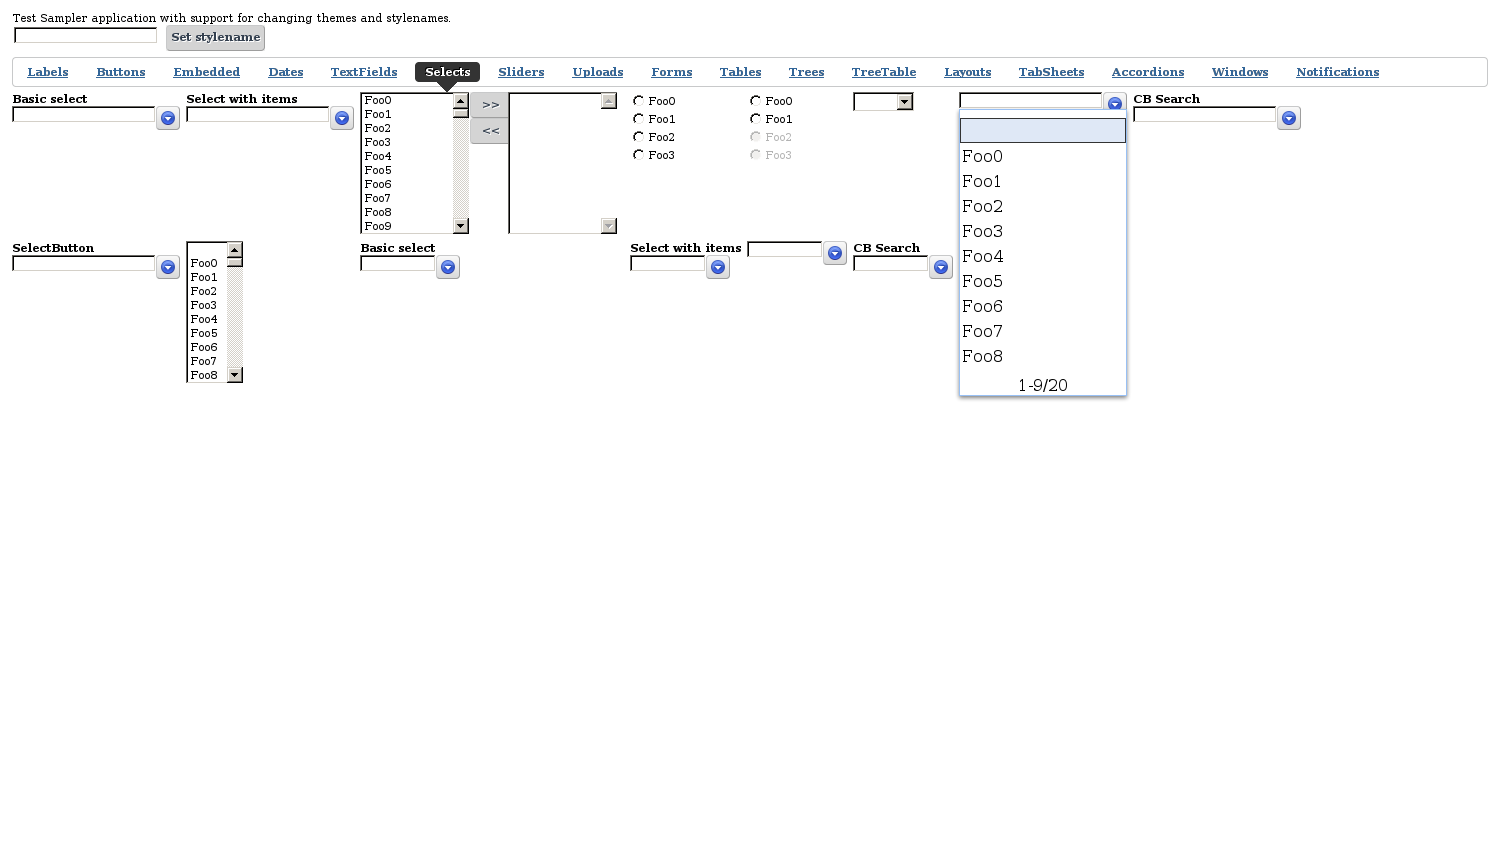 Test Sampler application with support for changing themes and stylenames.
Set stylename
Labels Buttons Embedded Dates TextFields Selects Sliders Uploads Forms Tables Trees TreeTable Layouts TabSheets Accordions Windows Notifications
Basic select
Select with items
Foo0
Foo1
Foo2
Foo3
Foo4
Foo5
Foo6
Foo7
Foo8
Foo9
>>
<<
Foo0
Foo1
Foo2
Foo3
Foo0
Foo1
Foo2
Foo3
CB Search
Foo0
Foo1
Foo2
Foo3
Foo4
Foo5
Foo6
Foo7
Foo8
1-9/20
SelectButton
Foo0
Foo1
Foo2
Foo3
Foo4
Foo5
Foo6
Foo7
Foo8
Basic select
Select with items
CB Search